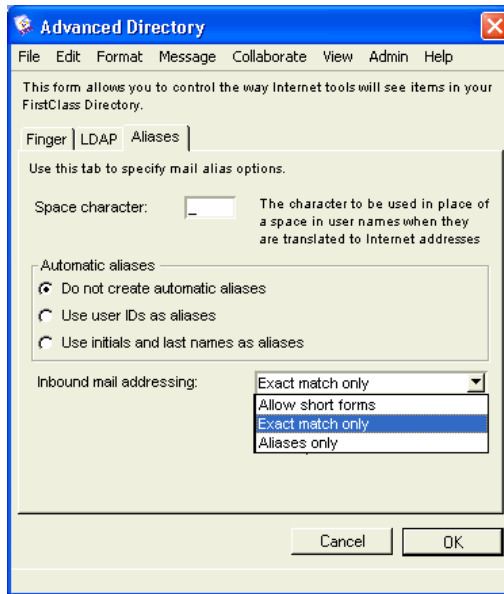 Advanced Directory
File Edit Format Message Collaborate View Admin Help
This form allows you to control the way Internet tools will see items in your
FirstClass Directory.
Finger LDAP Aliases
Use this tab to specify mail alias options.
Space character: _ The character to be used in place of
a space in user names when they
are translated to Internet addresses
Automatic aliases
Do not create automatic aliases
Use user IDs as aliases
Use initials and last names as aliases
Inbound mail addressing: Exact match only
Allow short forms
Exact match only
Aliases only
Cancel OK